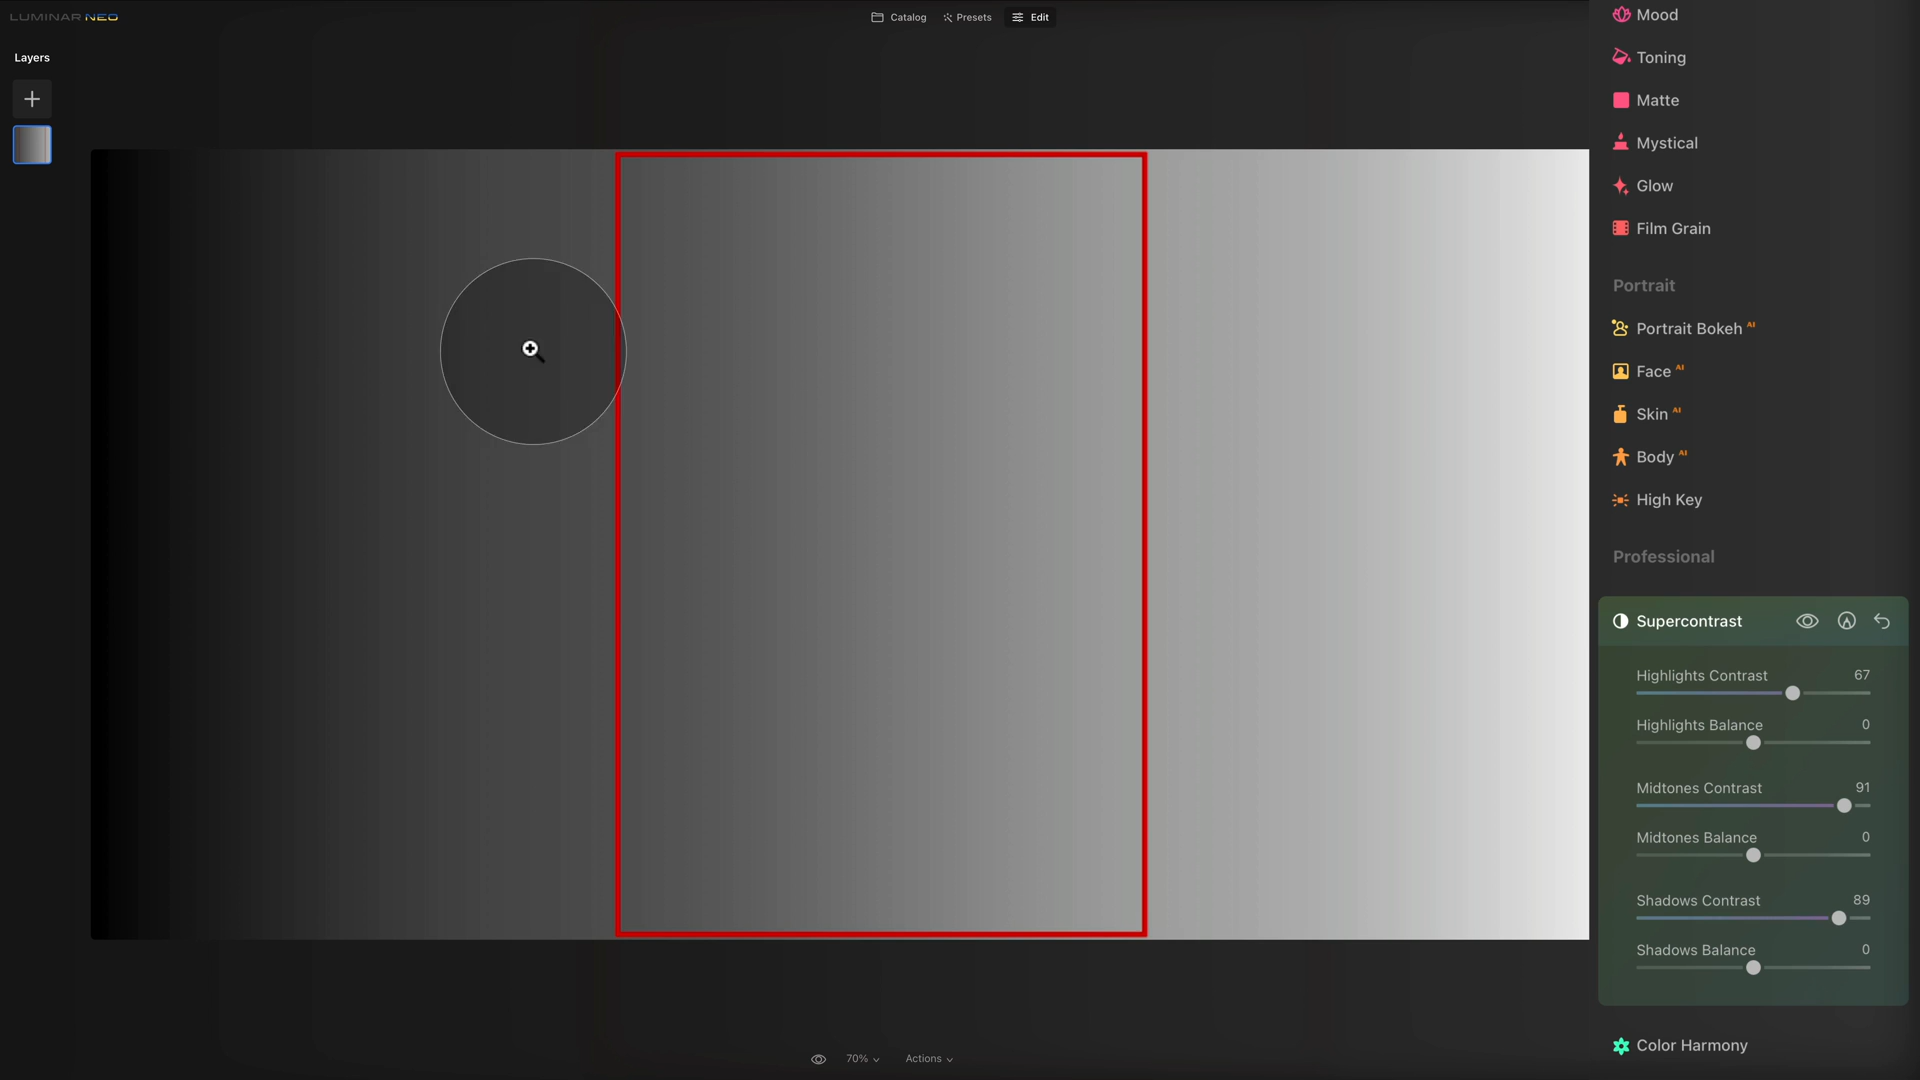 LUMINAR NEO
Catalog
Presets
Edit
Layers
Mood
Toning
Matte
Mystical
Glow
Film Grain
Portrait
Portrait Bokeh AI
Face AI
Skin AI
Body AI
High Key
Professional
Supercontrast
Highlights Contrast 67
Highlights Balance 0
Midtones Contrast 91
Midtones Balance 0
Shadows Contrast 89
Shadows Balance 0
Color Harmony
70%
Actions